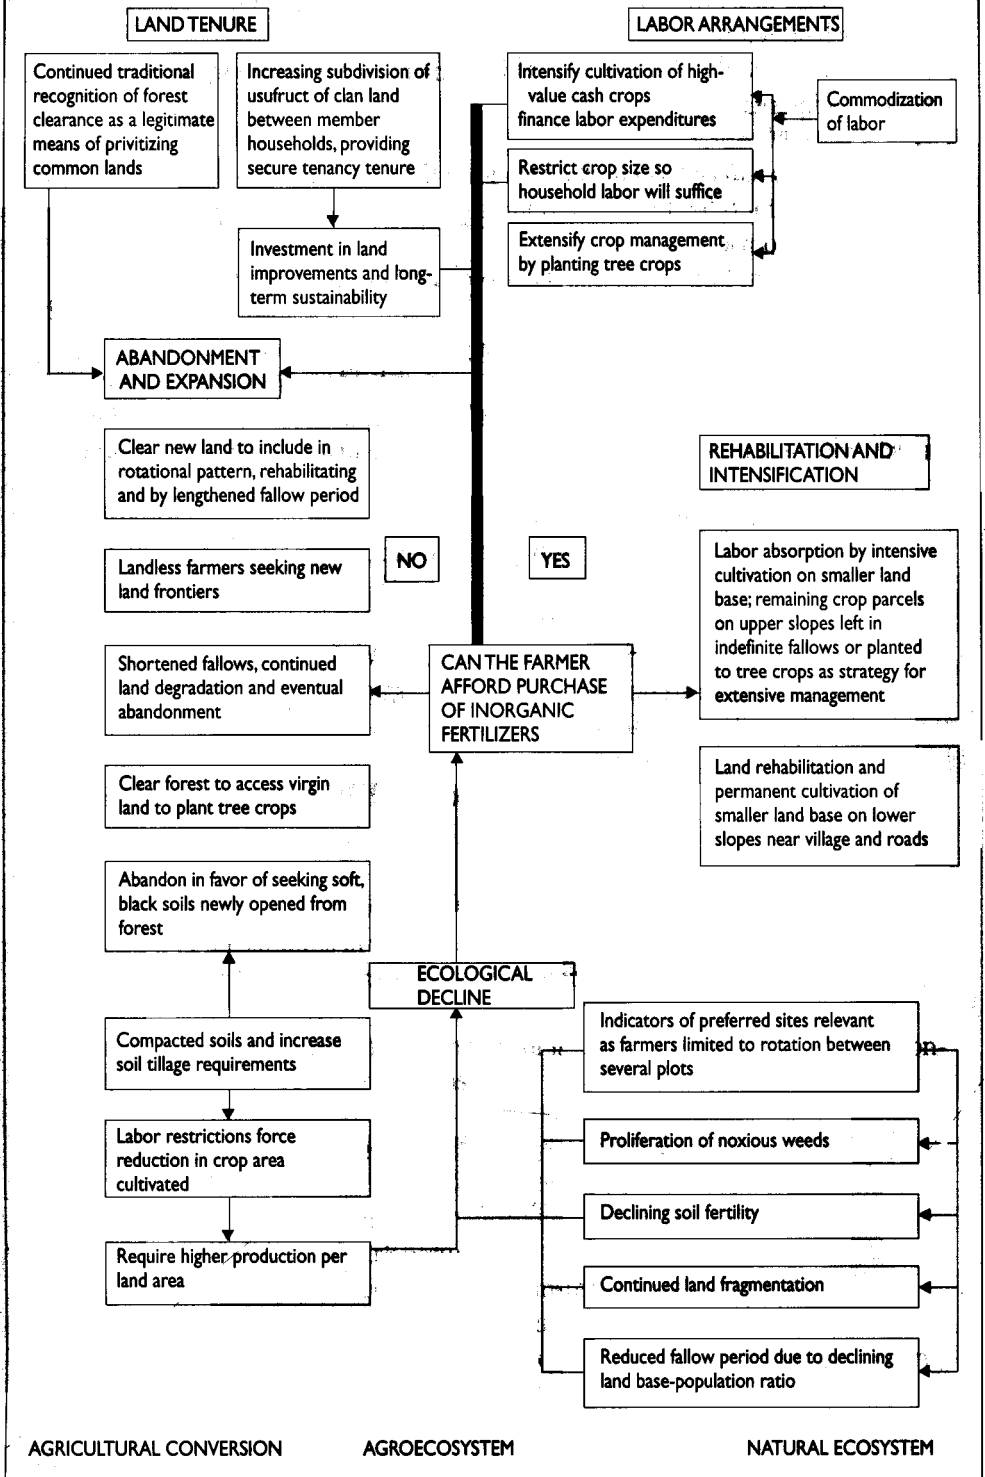 LAND TENURE
LABOR ARRANGEMENTS
Continued traditional
recognition of forest
clearance as a legitimate
means of privitizing
common lands
Increasing subdivision of
usufruct of clan land
between member
households, providing
secure tenancy tenure
Investment in land
improvements and long-
term sustainability
Intensify cultivation of high-
value cash crops
finance labor expenditures
Restrict crop size so
household labor will suffice
Extensify crop management
by planting tree crops
Commodization
of labor
ABANDONMENT
AND EXPANSION
Clear new land to include in
rotational pattern, rehabilitating
and by lengthened fallow period
Landless farmers seeking new
land frontiers
Shortened fallows, continued
land degradation and eventual
abandonment
Clear forest to access virgin
land to plant tree crops
Abandon in favor of seeking soft,
black soils newly opened from
forest
NO
YES
CAN THE FARMER
AFFORD PURCHASE
OF INORGANIC
FERTILIZERS
REHABILITATION AND
INTENSIFICATION
Labor absorption by intensive
cultivation on smaller land
base; remaining crop parcels
on upper slopes left in
indefinite fallows or planted
to tree crops as strategy for
extensive management
Land rehabilitation and
permanent cultivation of
smaller land base on lower
slopes near village and roads
ECOLOGICAL
DECLINE
Compacted soils and increase
soil tillage requirements
Labor restrictions force
reduction in crop area
cultivated
Require higher production per
land area
Indicators of preferred sites relevant
as farmers limited to rotation between
several plots
Proliferation of noxious weeds
Declining soil fertility
Continued land fragmentation
Reduced fallow period due to declining
land base-population ratio
AGRICULTURAL CONVERSION
AGROECOSYSTEM
NATURAL ECOSYSTEM